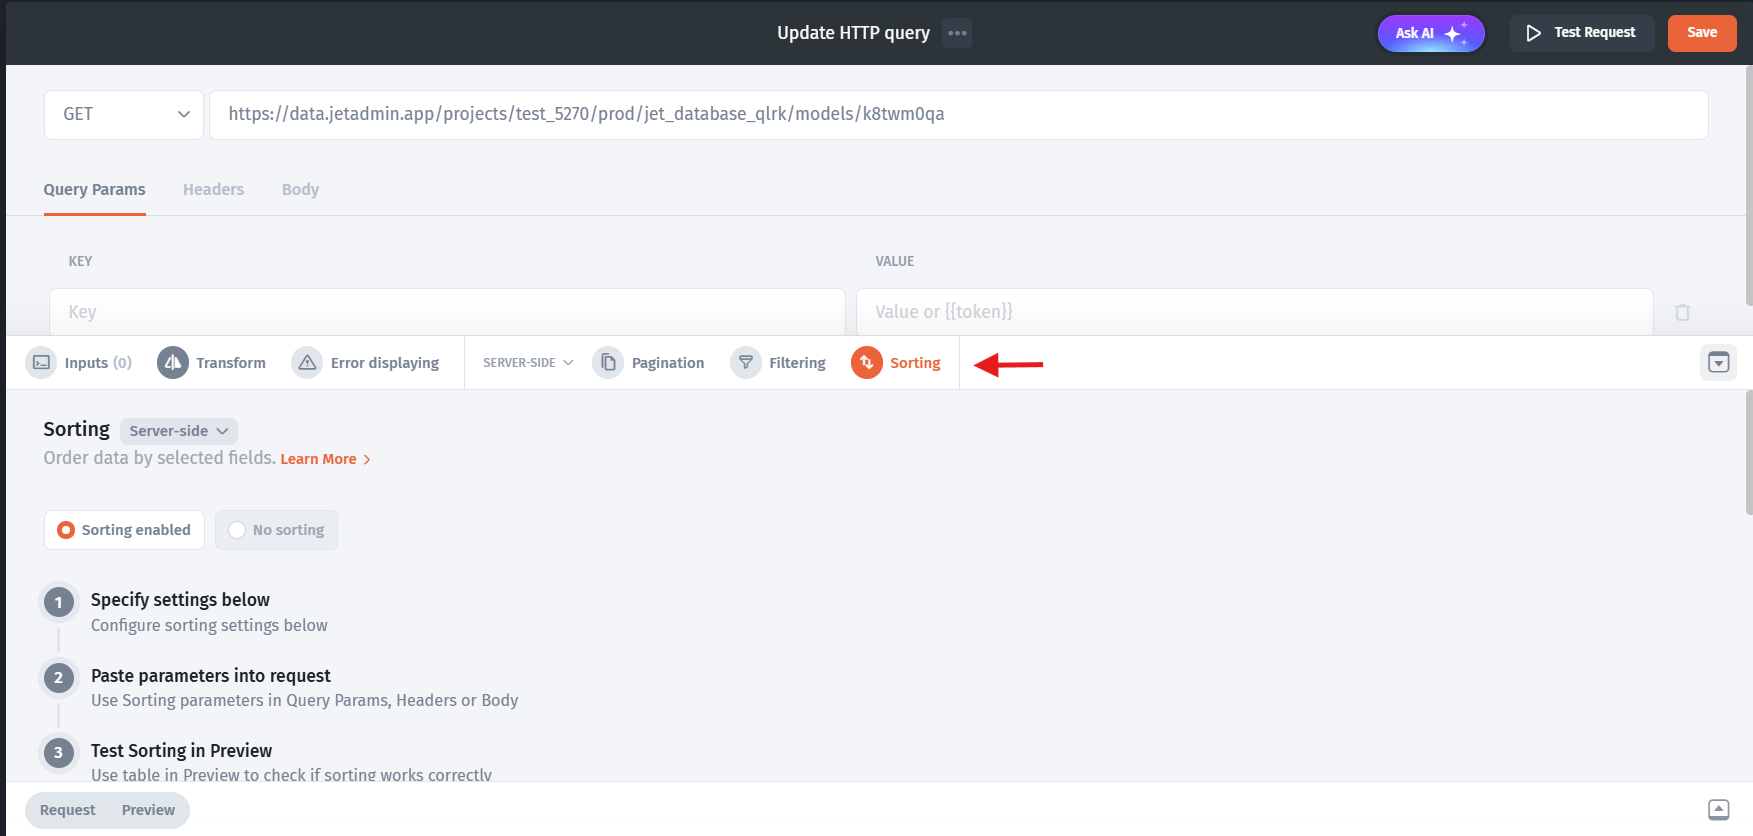 Update HTTP query
Ask AI
Test Request
Save
GET
https://data.jetadmin.app/projects/test_5270/prod/jet_database_qlrk/models/k8twm0qa
Query Params
Headers
Body
KEY
VALUE
Key
Value or {{token}}
Inputs (0)
Transform
Error displaying
SERVER-SIDE
Pagination
Filtering
Sorting
Sorting
Server-side
Order data by selected fields. Learn More
Sorting enabled
No sorting
1
Specify settings below
Configure sorting settings below
2
Paste parameters into request
Use Sorting parameters in Query Params, Headers or Body
3
Test Sorting in Preview
Use table in Preview to check if sorting works correctly
Request
Preview